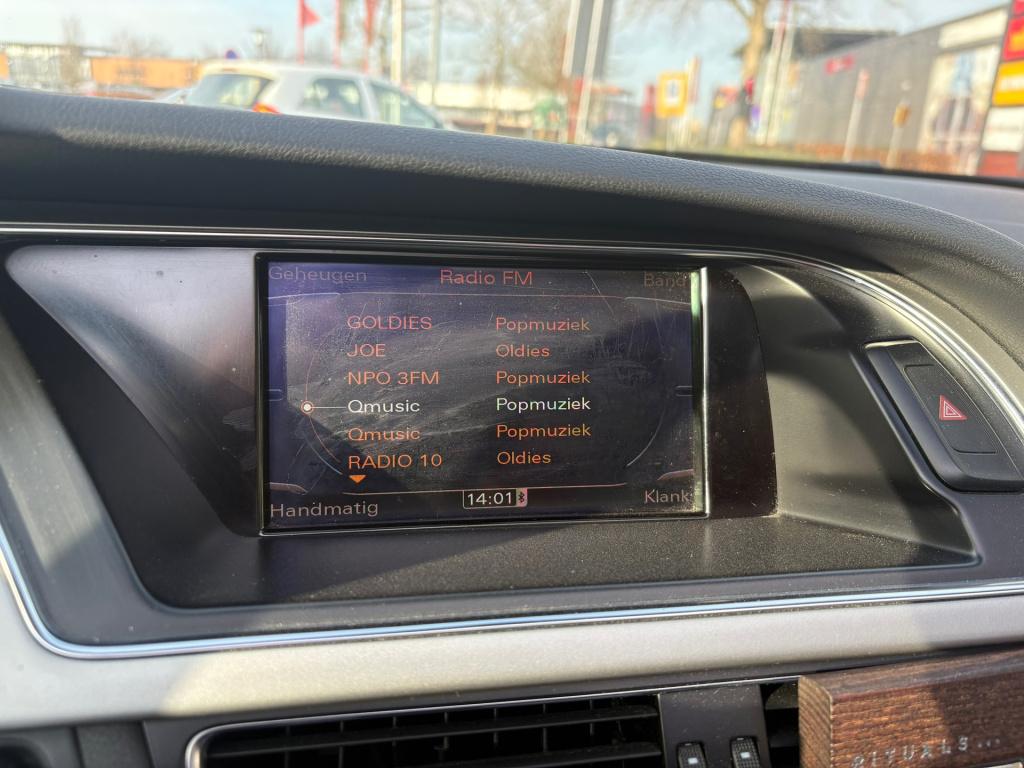 Geheugen Radio FM Band
GOLDIES Popmuziek
JOE Oldies
NPO 3FM Popmuziek
Qmusic Popmuziek
Qmusic Popmuziek
RADIO 10 Oldies
Handmatig 14:01 Klank
RITUALS...